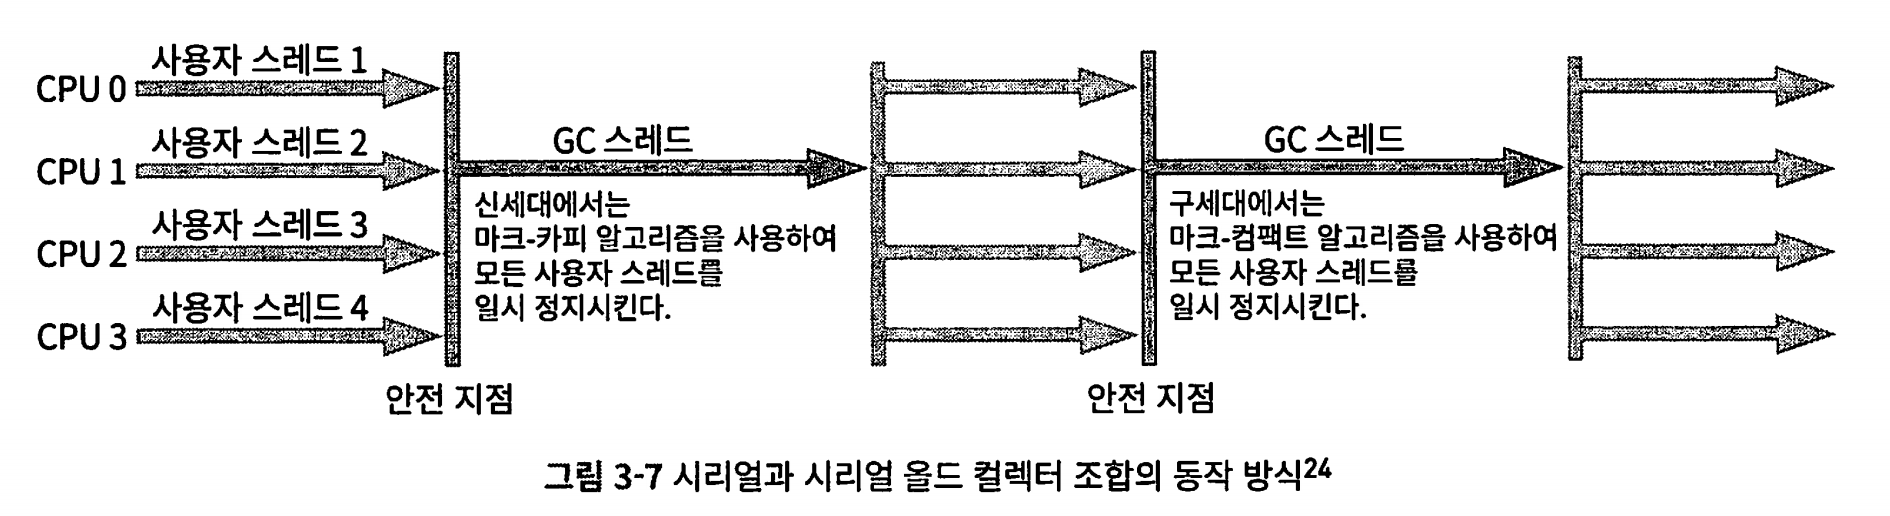 사용자 스레드 1
CPU 0
사용자 스레드 2
CPU 1
사용자 스레드 3
CPU 2
사용자 스레드 4
CPU 3
안전 지점
GC 스레드
신세대에서는
마크-카피 알고리즘을 사용하여
모든 사용자 스레드를
일시 정지시킨다.
안전 지점
GC 스레드
구세대에서는
마크-컴팩트 알고리즘을 사용하여
모든 사용자 스레드를
일시 정지시킨다.
그림 3-7 시리얼과 시리얼 올드 컬렉터 조합의 동작 방식24